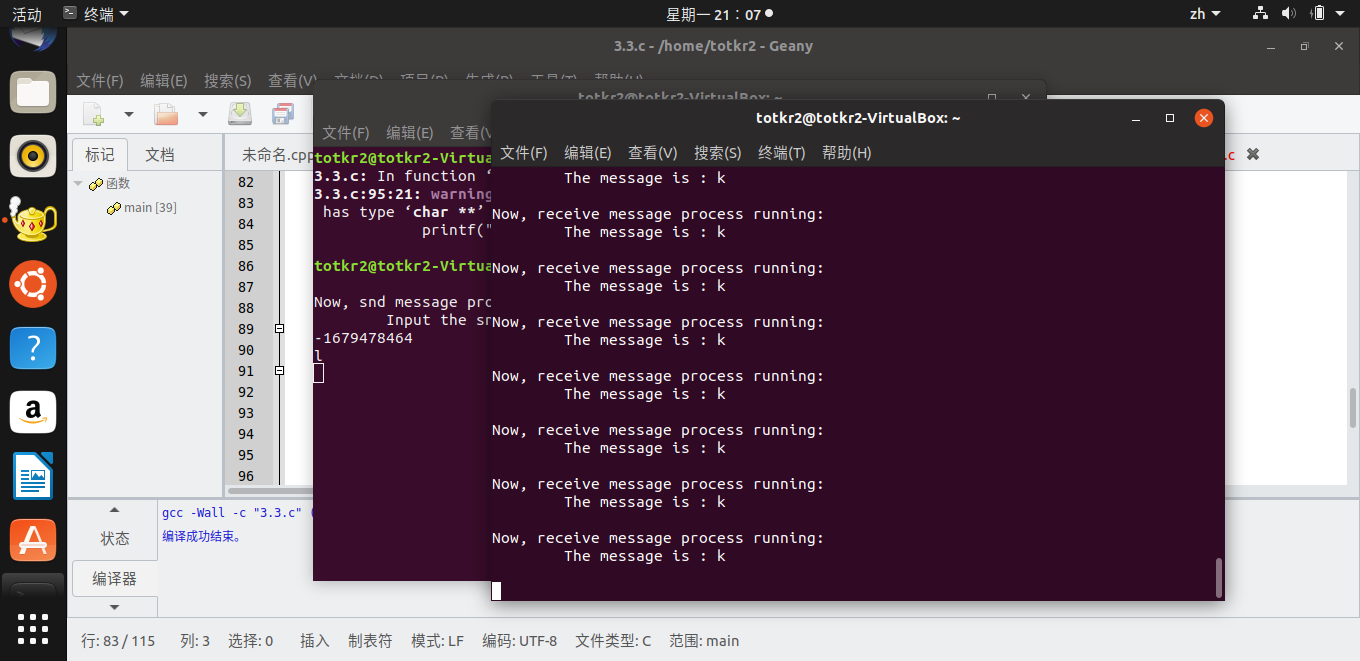 活动 终端 星期一 21：07 zh
3.3.c - /home/totkr2 - Geany
文件(F) 编辑(E) 搜索(S) 查看(V) 文档(D) 项目(P) 生成(B) 工具(T) 帮助(H)
标记 文档
函数
main [39]
未命名.cpp
.c
82
83
84
85
86
87
88
89
90
91
92
93
94
95
96
totkr2@totkr2-VirtualBox: ~
文件(F) 编辑(E) 查看(V
totkr2@totkr2-Virtua
3.3.c: In function ‘
3.3.c:95:21: warning
has type ‘char **’
printf("
totkr2@totkr2-Virtua
Now, snd message pro
Input the sn
-1679478464
l
totkr2@totkr2-VirtualBox: ~
文件(F) 编辑(E) 查看(V) 搜索(S) 终端(T) 帮助(H)
The message is : k
Now, receive message process running:
The message is : k
Now, receive message process running:
The message is : k
Now, receive message process running:
The message is : k
Now, receive message process running:
The message is : k
Now, receive message process running:
The message is : k
Now, receive message process running:
The message is : k
Now, receive message process running:
The message is : k
状态
编译器
gcc -Wall -c "3.3.c" (
编译成功结束。
行: 83 / 115 列: 3 选择: 0 插入 制表符 模式: LF 编码: UTF-8 文件类型: C 范围: main